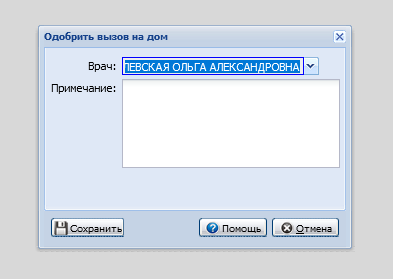 Одобрить вызов на дом
Врач: ЛЕВСКАЯ ОЛЬГА АЛЕКСАНДРОВНА
Примечание:
Сохранить Помощь Отмена